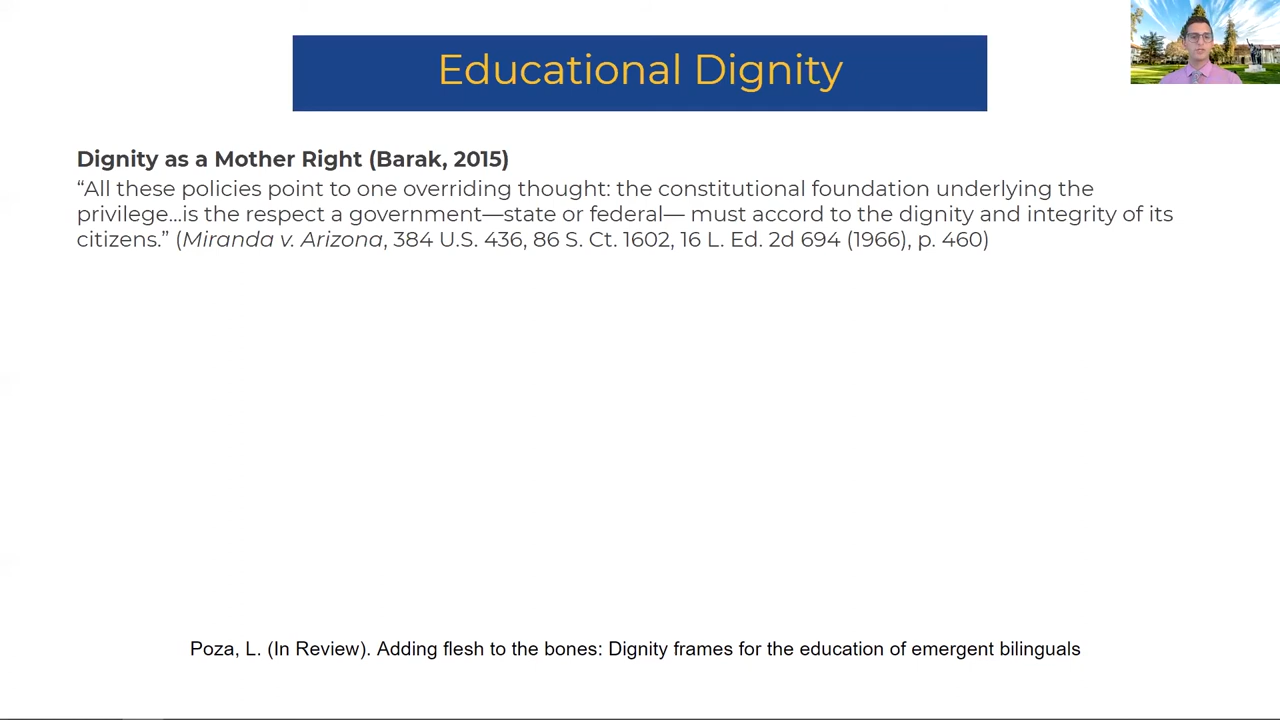 Educational Dignity
Dignity as a Mother Right (Barak, 2015)
“All these policies point to one overriding thought: the constitutional foundation underlying the
privilege…is the respect a government—state or federal— must accord to the dignity and integrity of its
citizens.” (Miranda v. Arizona, 384 U.S. 436, 86 S. Ct. 1602, 16 L. Ed. 2d 694 (1966), p. 460)
Poza, L. (In Review). Adding flesh to the bones: Dignity frames for the education of emergent bilinguals